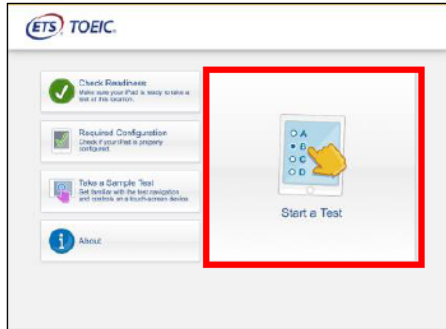 ETS TOEIC.
Check Readiness
Make sure your iPad is ready to take a
test at this location.
Required Configuration
Check if your iPad is properly
configured.
Take a Sample Test
Get familiar with the test navigation
and controls on a touch-screen device
About
A
B
C
D
Start a Test